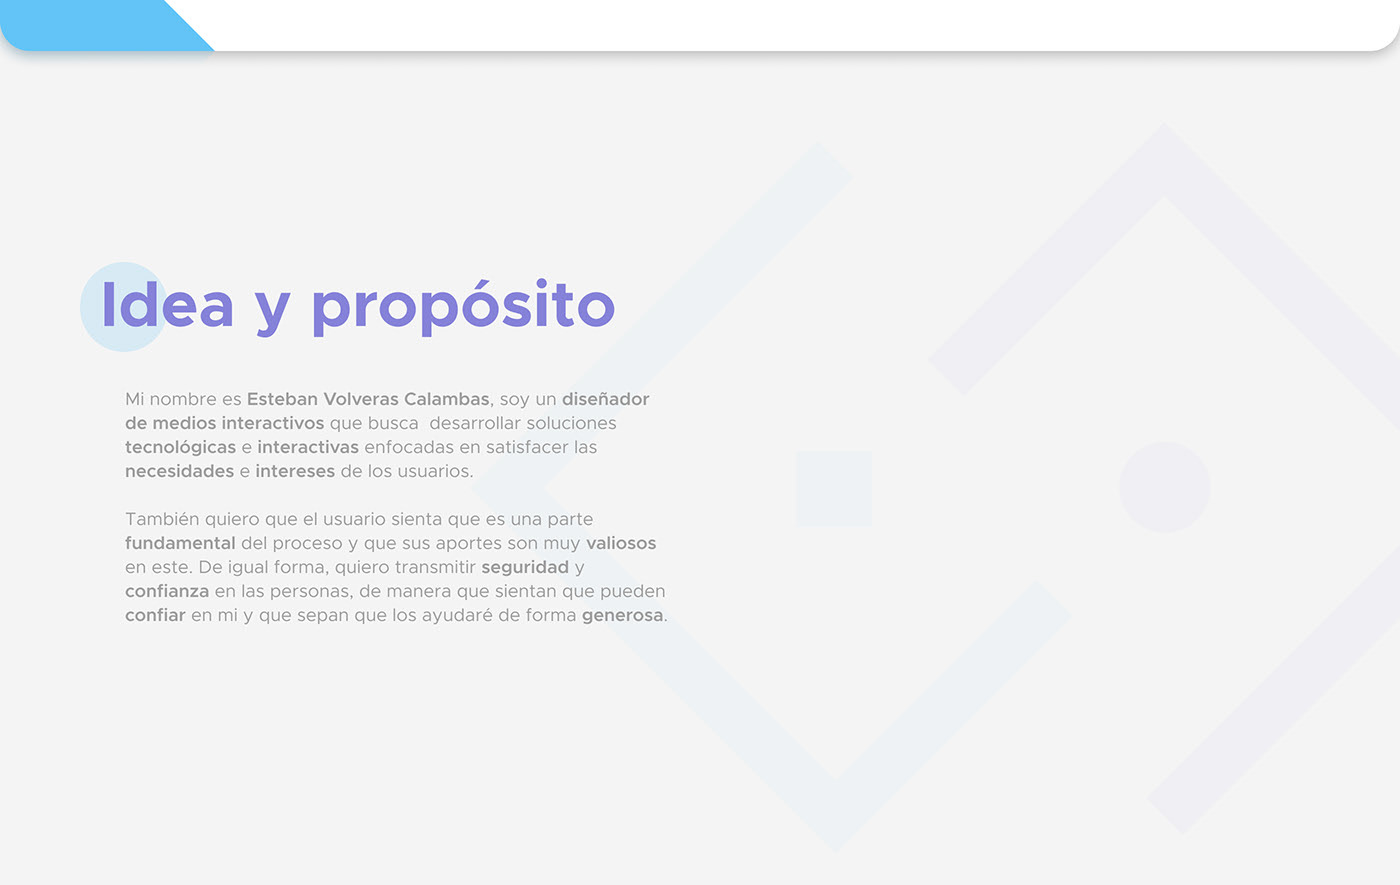 Idea y propósito
Mi nombre es Esteban Volveras Calambas, soy un diseñador
de medios interactivos que busca  desarrollar soluciones
tecnológicas e interactivas enfocadas en satisfacer las
necesidades e intereses de los usuarios.
También quiero que el usuario sienta que es una parte
fundamental del proceso y que sus aportes son muy valiosos
en este. De igual forma, quiero transmitir seguridad y
confianza en las personas, de manera que sientan que pueden
confiar en mi y que sepan que los ayudaré de forma generosa.